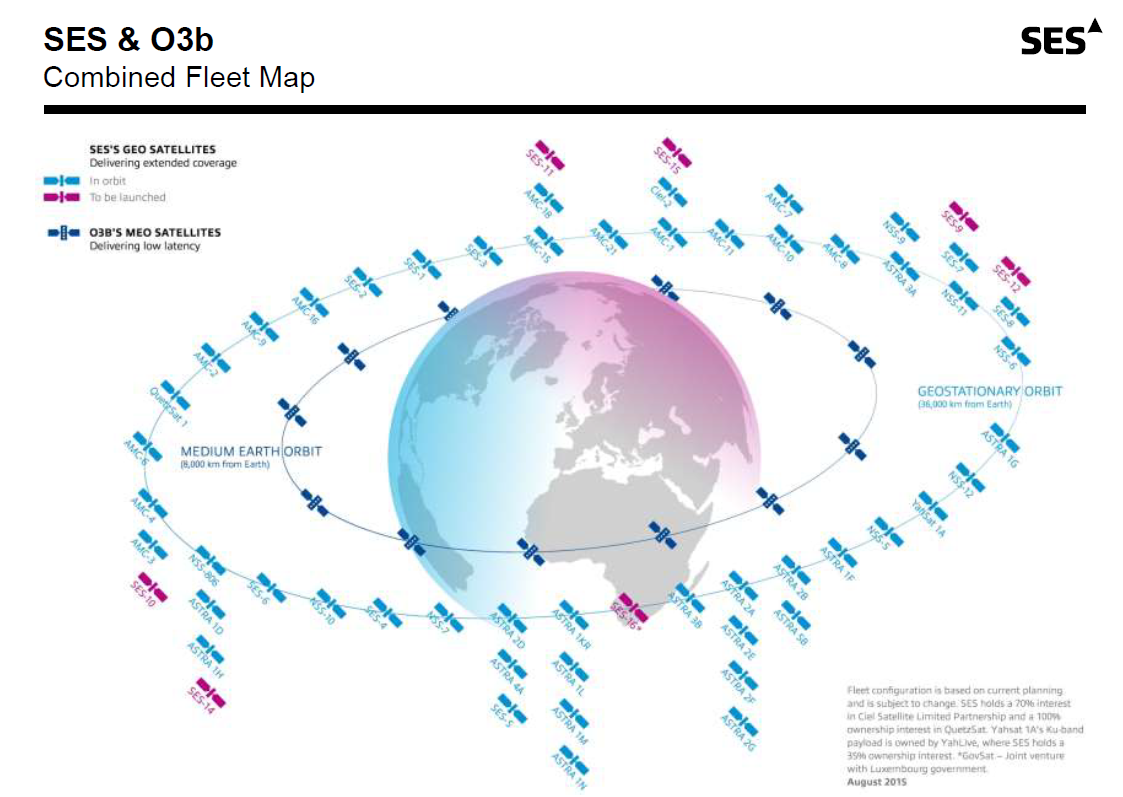 SES & O3b
Combined Fleet Map
SES
SES'S GEO SATELLITES
Delivering extended coverage
In orbit
To be launched
O3B'S MEO SATELLITES
Delivering low latency
SES-11
SES-15
AMC-18
Ciel-2
AMC-7
SES-9
NSS-9
AMC-15
AMC-21
AMC-1
AMC-11
AMC-10
AMC-8
ASTRA 3A
SES-7
SES-12
SES-3
SES-1
SES-2
AMC-16
AMC-9
AMC-2
QuetzSat 1
AMC-6
NSS-11
SES-8
NSS-6
GEOSTATIONARY ORBIT
(36,000 km from Earth)
MEDIUM EARTH ORBIT
(8,000 km from Earth)
ASTRA 1G
NSS-12
YahSat 1A
NSS-5
ASTRA 1F
ASTRA 2B
ASTRA 5B
AMC-4
AMC-3
SES-10
NSS-806
ASTRA 1D
ASTRA 1H
SES-14
SES-6
NSS-10
SES-4
NSS-7
ASTRA 2D
ASTRA 4A
SES-5
ASTRA 1KR
ASTRA 1L
ASTRA 1M
ASTRA 1N
SES-16*
ASTRA 3B
ASTRA 2A
ASTRA 2E
ASTRA 2F
ASTRA 2G
Fleet configuration is based on current planning
and is subject to change. SES holds a 70% interest
in Ciel Satellite Limited Partnership and a 100%
ownership interest in QuetzSat. Yahsat 1A's Ku-band
payload is owned by YahLive, where SES holds a
35% ownership interest. *GovSat – Joint venture
with Luxembourg government.
August 2015